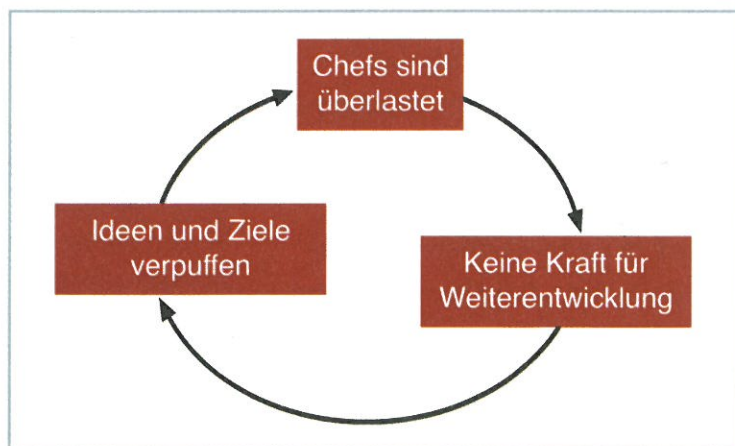 Chefs sind
überlastet
Ideen und Ziele
verpuffen
Keine Kraft für
Weiterentwicklung